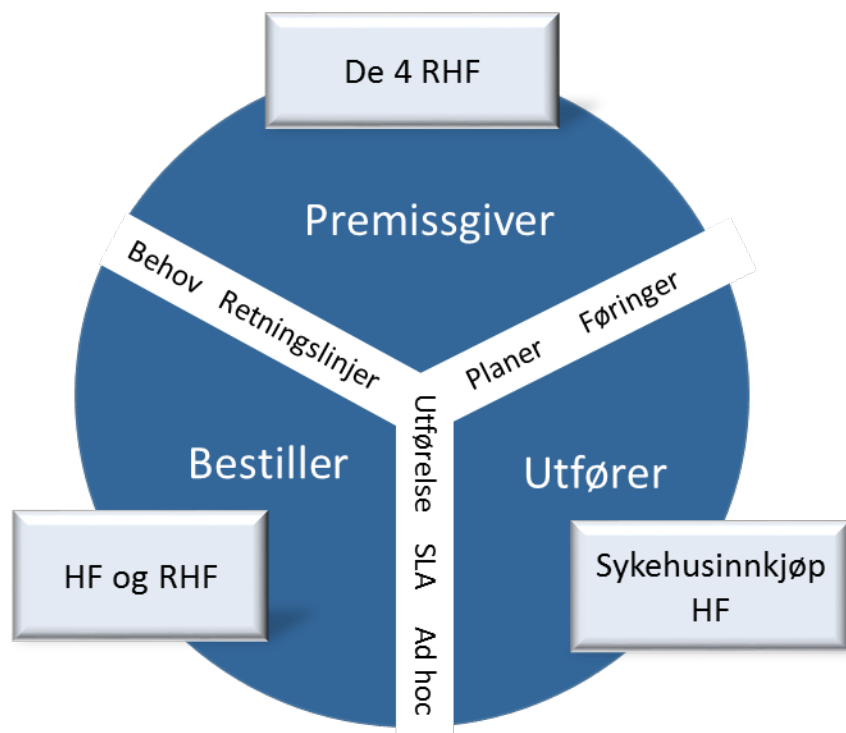 De 4 RHF
Premissgiver
Behov Retningslinjer
Planer Føringer
Utførelse SLA Ad hoc
Bestiller
Utfører
HF og RHF
Sykehusinnkjøp
HF